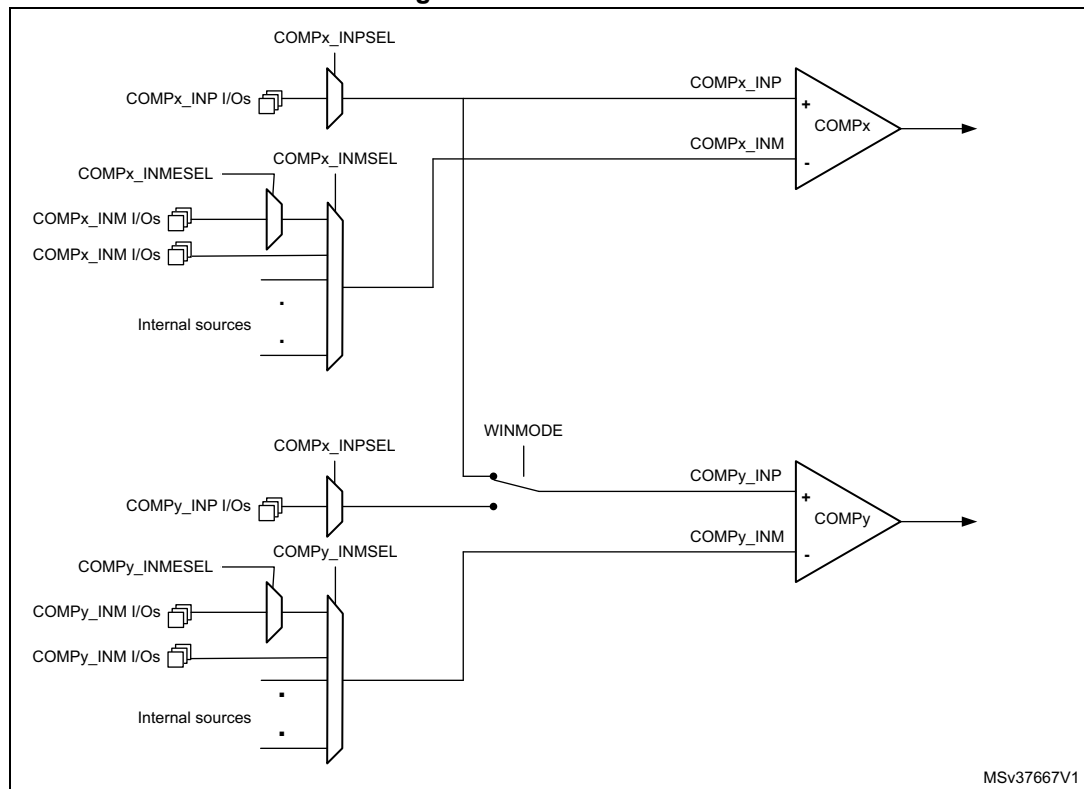 COMPx_INPSEL
COMPx_INP I/Os
COMPx_INP
+
COMPx
COMPx_INM
-
COMPx_INMSEL
COMPx_INMESEL
COMPx_INM I/Os
COMPx_INM I/Os
Internal sources
WINMODE
COMPx_INPSEL
COMPy_INP I/Os
COMPy_INP
+
COMPy
COMPy_INM
-
COMPy_INMSEL
COMPy_INMESEL
COMPy_INM I/Os
COMPy_INM I/Os
Internal sources
MSv37667V1